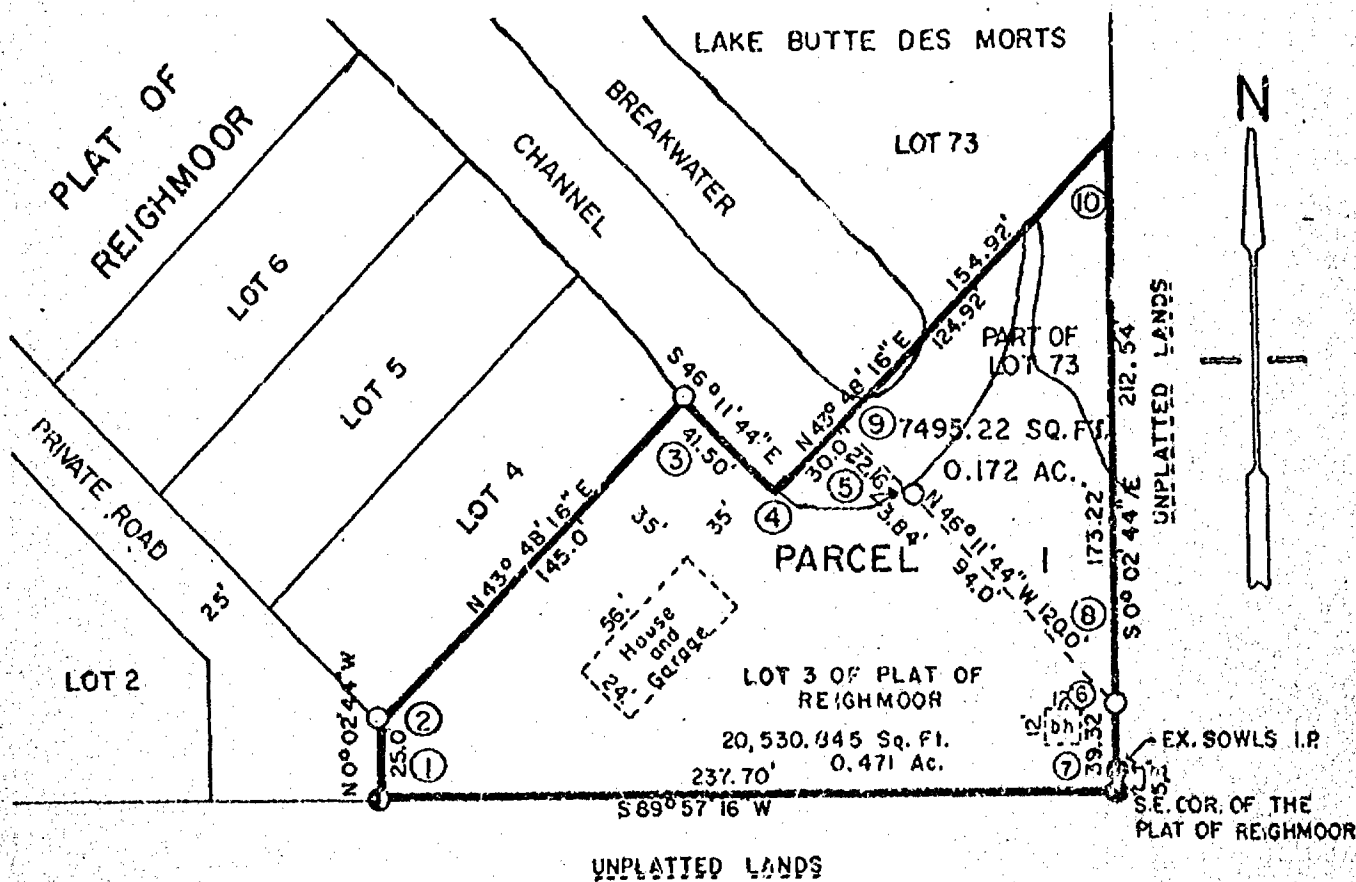 LAKE BUTTE DES MORTS
N
PLAT OF
REIGHMOOR
BREAKWATER
CHANNEL
LOT 73
10
LOT 6
LOT 5
LOT 4
154.92'
124.92'
N 43° 48' 16" E
30.0'
PART OF
LOT 73
7495.22 SQ. FT.
0.172 AC.
212.54'
173.22
S 0° 02' 44" E
UNPLATTED LANDS
S 46° 11' 44" E
41.50'
3
9
5
4
PRIVATE ROAD
25'
N 43° 48' 16" E
145.0'
35'
35'
N 46° 11' 44" W
94.0'
120.0'
8
PARCEL 1
56.'
House
and
Garage
24'
LOT 2
LOT 3 OF PLAT OF
REIGHMOOR
20,530.845 Sq. Ft.
0.471 Ac.
6
12'
bh
7
39.32
EX. SOWLS I.P.
N 0° 02' 44" W
25.0
2
1
237.70'
S 89° 57' 16" W
S.E. COR. OF THE
PLAT OF REIGHMOOR
UNPLATTED LANDS